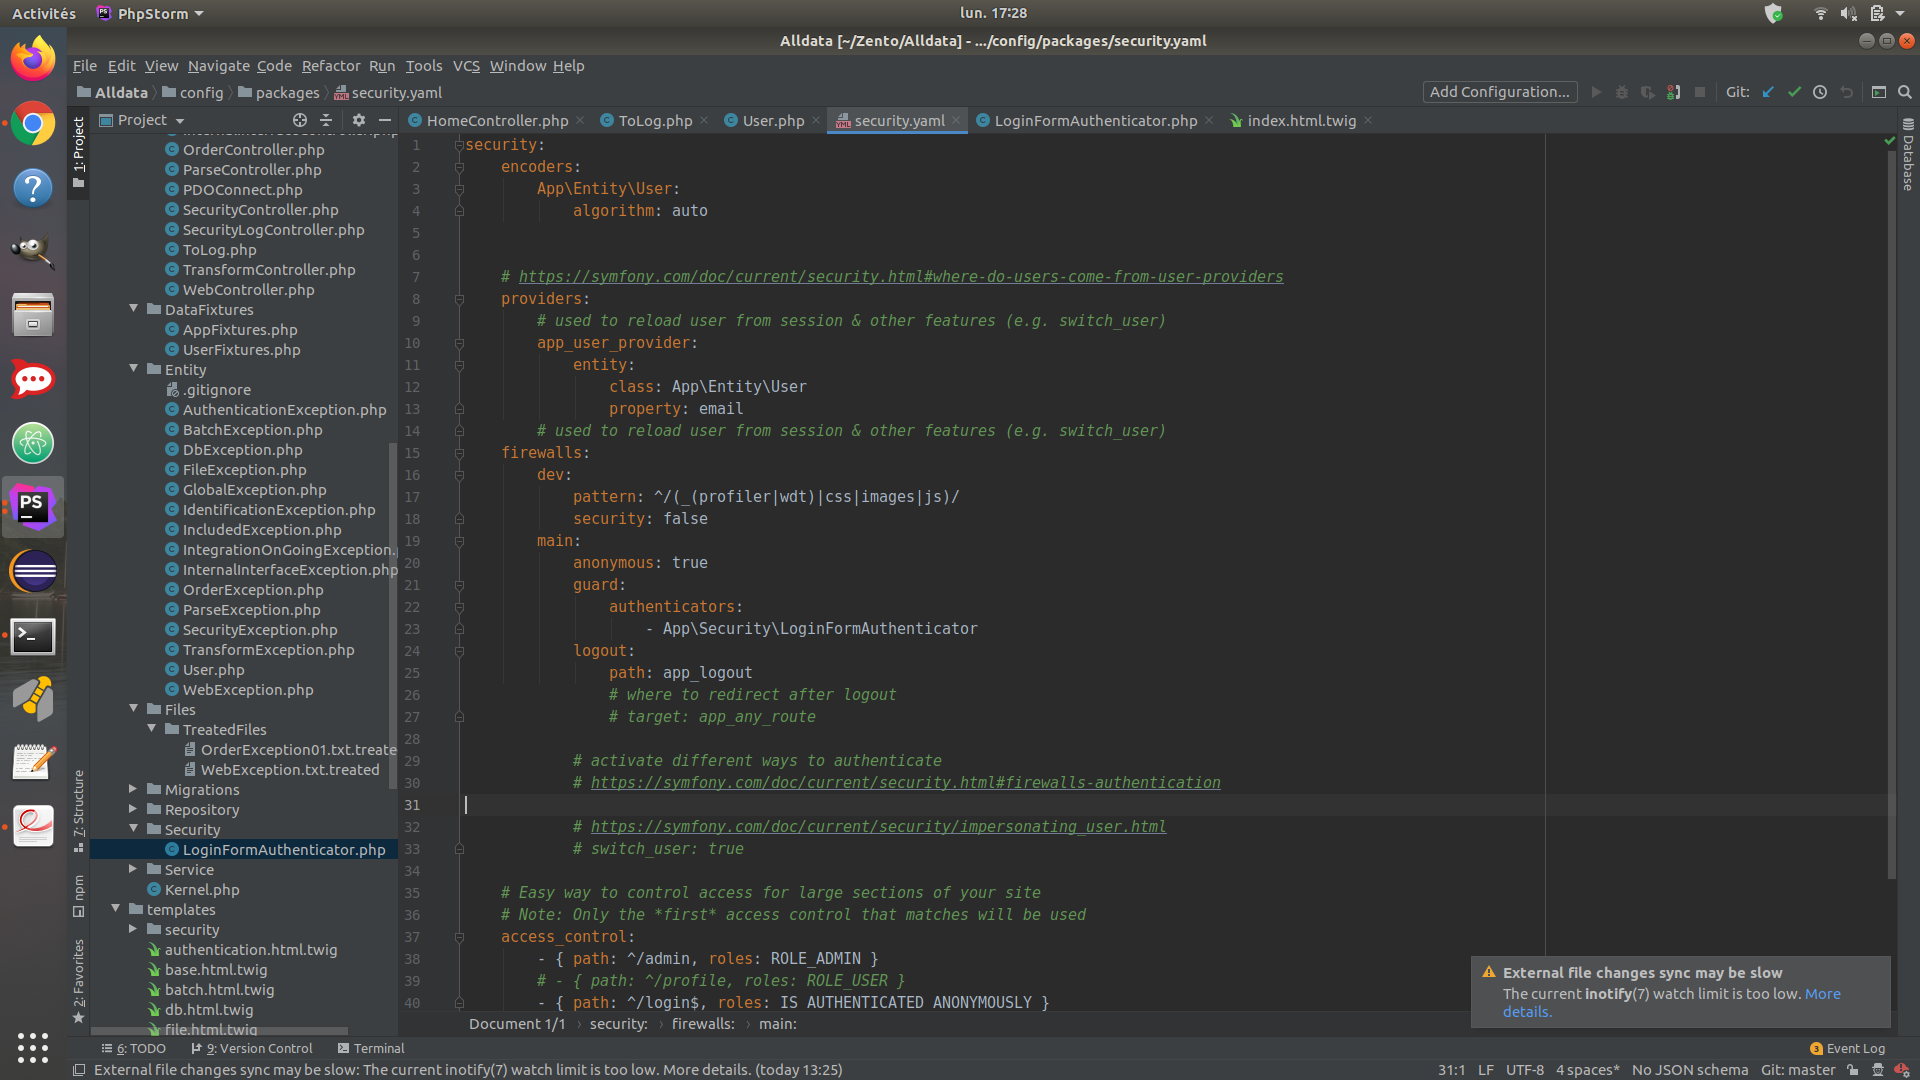 Activités
PhpStorm
lun. 17:28
Alldata [~/Zento/Alldata] - .../config/packages/security.yaml
File Edit View Navigate Code Refactor Run Tools VCS Window Help
Alldata config packages security.yaml
Add Configuration...
Git:
Project
HomeController.php
ToLog.php
User.php
security.yaml
LoginFormAuthenticator.php
index.html.twig
1: Project
7: Structure
npm
2: Favorites
Database
OrderController.php
ParseController.php
PDOConnect.php
SecurityController.php
SecurityLogController.php
ToLog.php
TransformController.php
WebController.php
DataFixtures
AppFixtures.php
UserFixtures.php
Entity
.gitignore
AuthenticationException.php
BatchException.php
DbException.php
FileException.php
GlobalException.php
IdentificationException.php
IncludedException.php
IntegrationOnGoingException.
InternalInterfaceException.php
OrderException.php
ParseException.php
SecurityException.php
TransformException.php
User.php
WebException.php
Files
TreatedFiles
OrderException01.txt.treate
WebException.txt.treated
Migrations
Repository
Security
LoginFormAuthenticator.php
Service
Kernel.php
templates
security
authentication.html.twig
base.html.twig
batch.html.twig
db.html.twig
file.html.twig
1 security:
2 encoders:
3 App\Entity\User:
4 algorithm: auto
5
6
7 # https://symfony.com/doc/current/security.html#where-do-users-come-from-user-providers
8 providers:
9 # used to reload user from session & other features (e.g. switch_user)
10 app_user_provider:
11 entity:
12 class: App\Entity\User
13 property: email
14 # used to reload user from session & other features (e.g. switch_user)
15 firewalls:
16 dev:
17 pattern: ^/(_(profiler|wdt)|css|images|js)/
18 security: false
19 main:
20 anonymous: true
21 guard:
22 authenticators:
23 - App\Security\LoginFormAuthenticator
24 logout:
25 path: app_logout
26 # where to redirect after logout
27 # target: app_any_route
28
29 # activate different ways to authenticate
30 # https://symfony.com/doc/current/security.html#firewalls-authentication
31
32 # https://symfony.com/doc/current/security/impersonating_user.html
33 # switch_user: true
34
35 # Easy way to control access for large sections of your site
36 # Note: Only the *first* access control that matches will be used
37 access_control:
38 - { path: ^/admin, roles: ROLE_ADMIN }
39 # - { path: ^/profile, roles: ROLE_USER }
40 - { path: ^/login$, roles: IS_AUTHENTICATED_ANONYMOUSLY }
External file changes sync may be slow
The current inotify(7) watch limit is too low. More
details.
Document 1/1 security: firewalls: main:
6: TODO
9: Version Control
Terminal
3 Event Log
External file changes sync may be slow: The current inotify(7) watch limit is too low. More details. (today 13:25)
31:1 LF UTF-8 4 spaces* No JSON schema Git: master